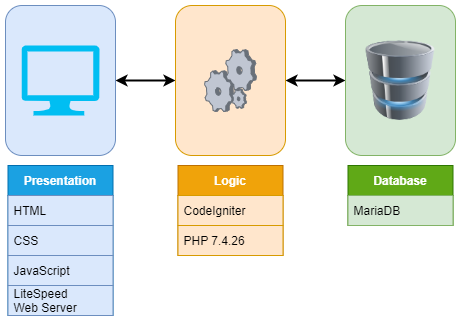 Presentation
HTML
CSS
JavaScript
LiteSpeed
Web Server
Logic
CodeIgniter
PHP 7.4.26
Database
MariaDB